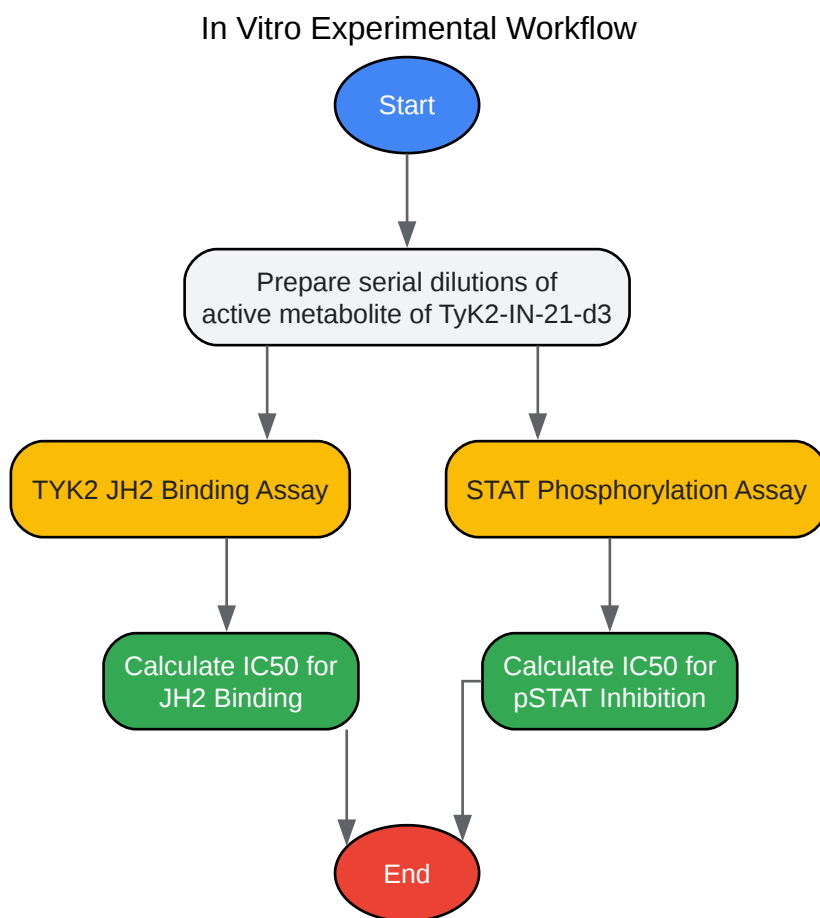 In Vitro Experimental Workflow
Start
Prepare serial dilutions of
active metabolite of TyK2-IN-21-d3
TYK2 JH2 Binding Assay
STAT Phosphorylation Assay
Calculate IC50 for
JH2 Binding
Calculate IC50 for
pSTAT Inhibition
End